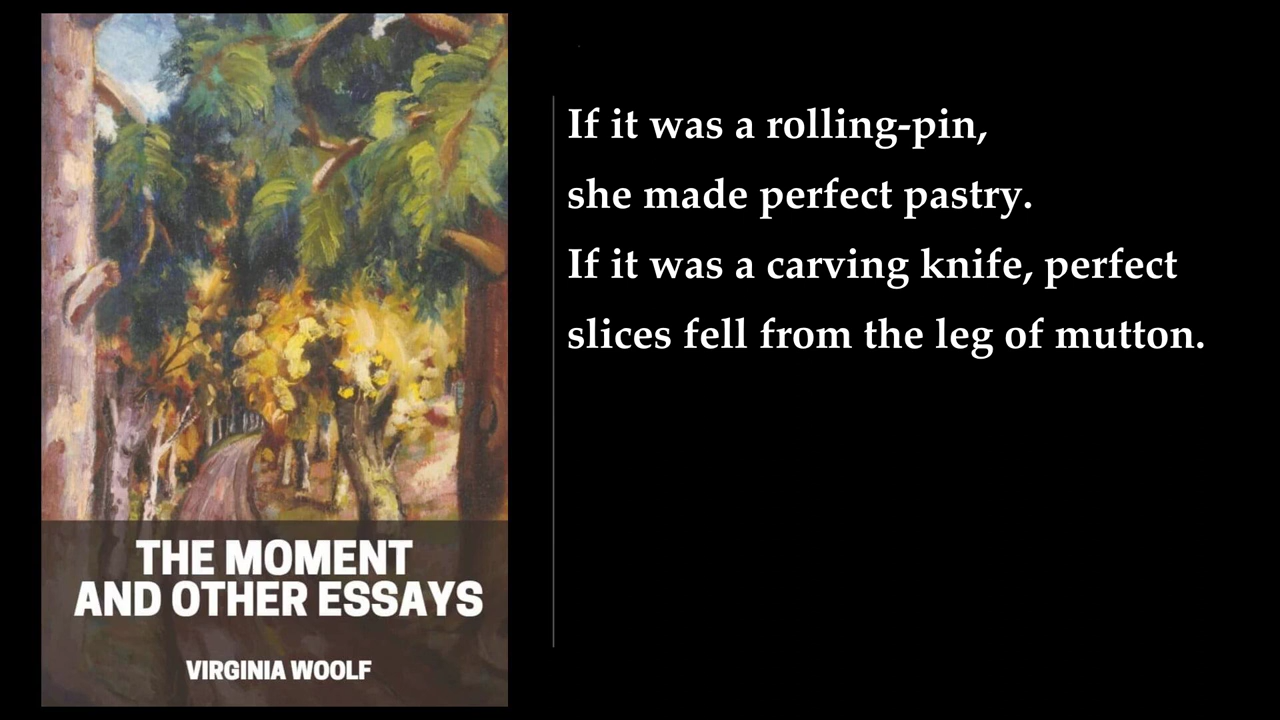 If it was a rolling-pin,
she made perfect pastry.
If it was a carving knife, perfect
slices fell from the leg of mutton.
THE MOMENT
AND OTHER ESSAYS
VIRGINIA WOOLF